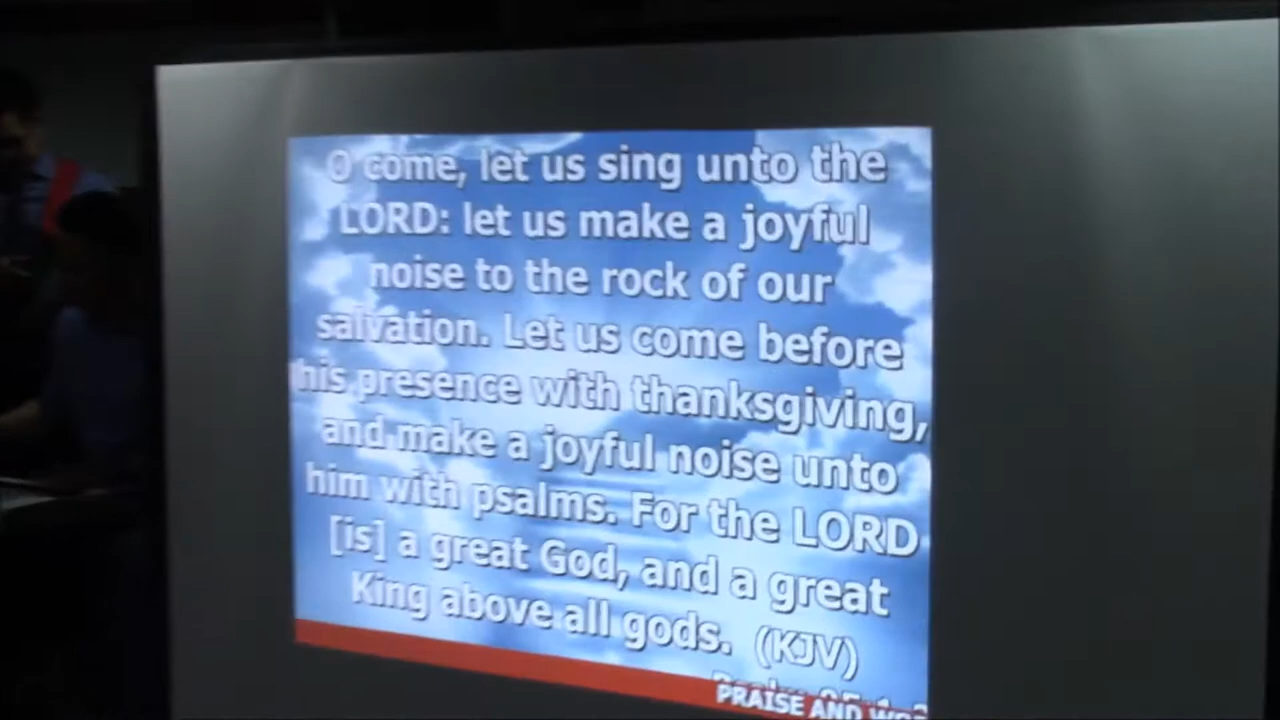 O come, let us sing unto the
LORD: let us make a joyful
noise to the rock of our
salvation. Let us come before
his presence with thanksgiving,
and make a joyful noise unto
him with psalms. For the LORD
[is] a great God, and a great
King above all gods. (KJV)
PRAISE AND